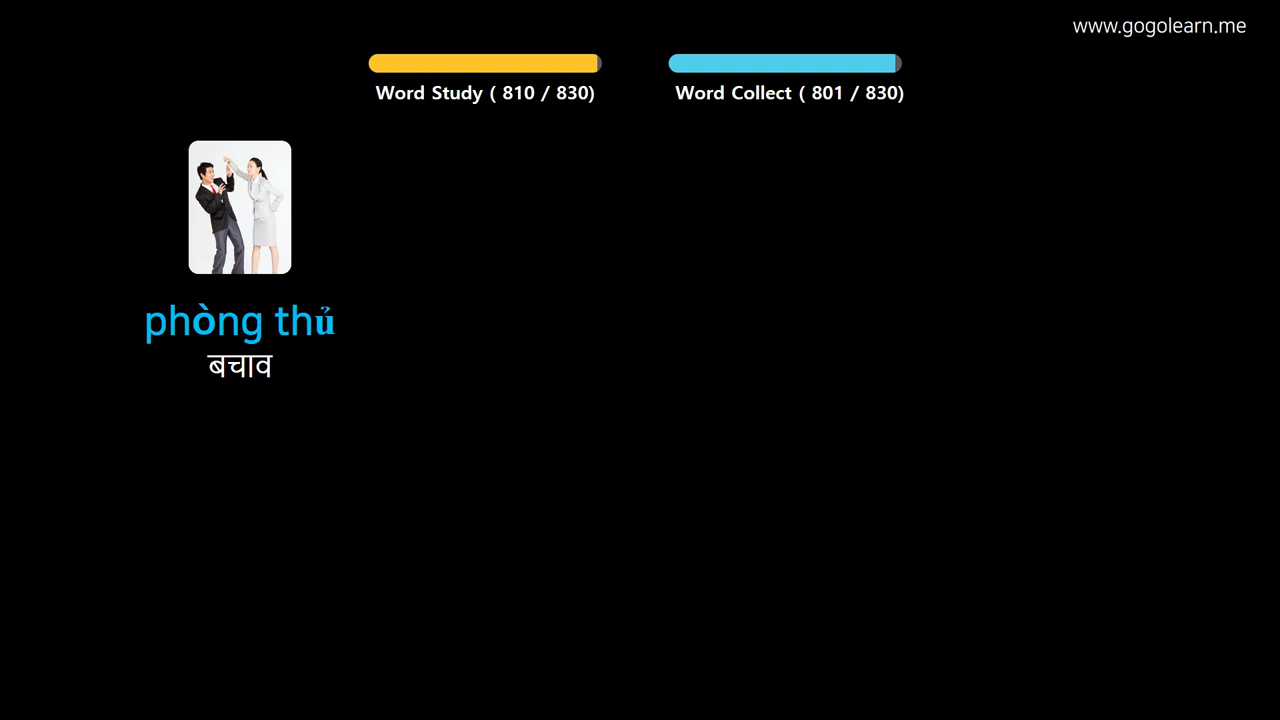 www.gogolearn.me
Word Study ( 810 / 830)
Word Collect ( 801 / 830)
phòng thủ
बचाव